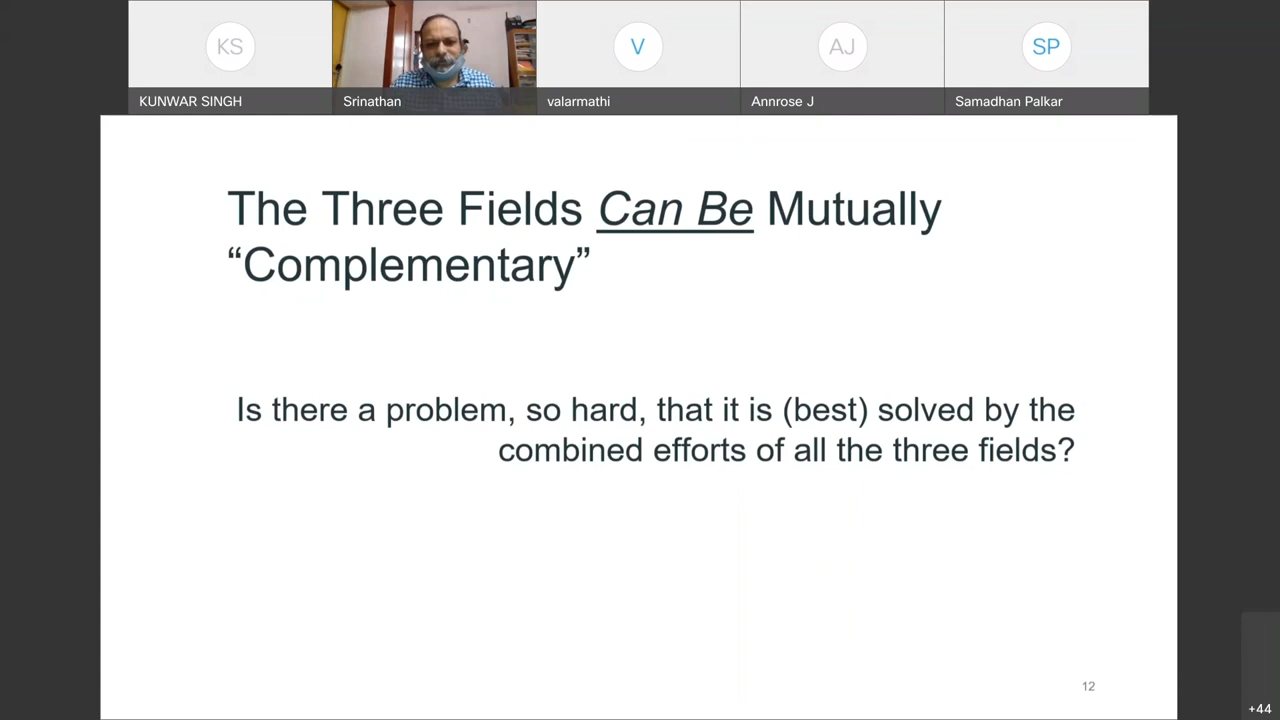 KS
V
AJ
SP
KUNWAR SINGH
Srinathan
valarmathi
Annrose J
Samadhan Palkar
The Three Fields Can Be Mutually
“Complementary”
Is there a problem, so hard, that it is (best) solved by the
combined efforts of all the three fields?
12
+44